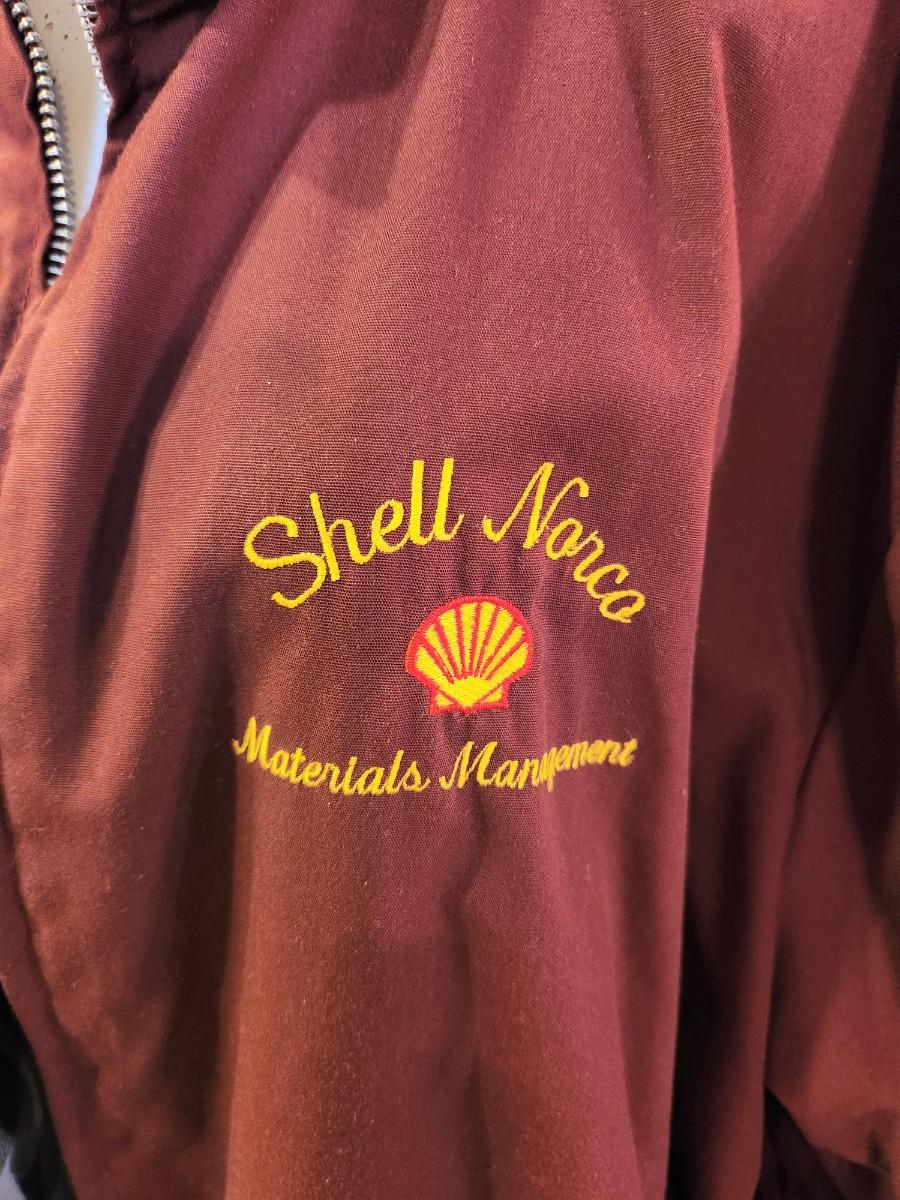 Shell Norco
Materials Management